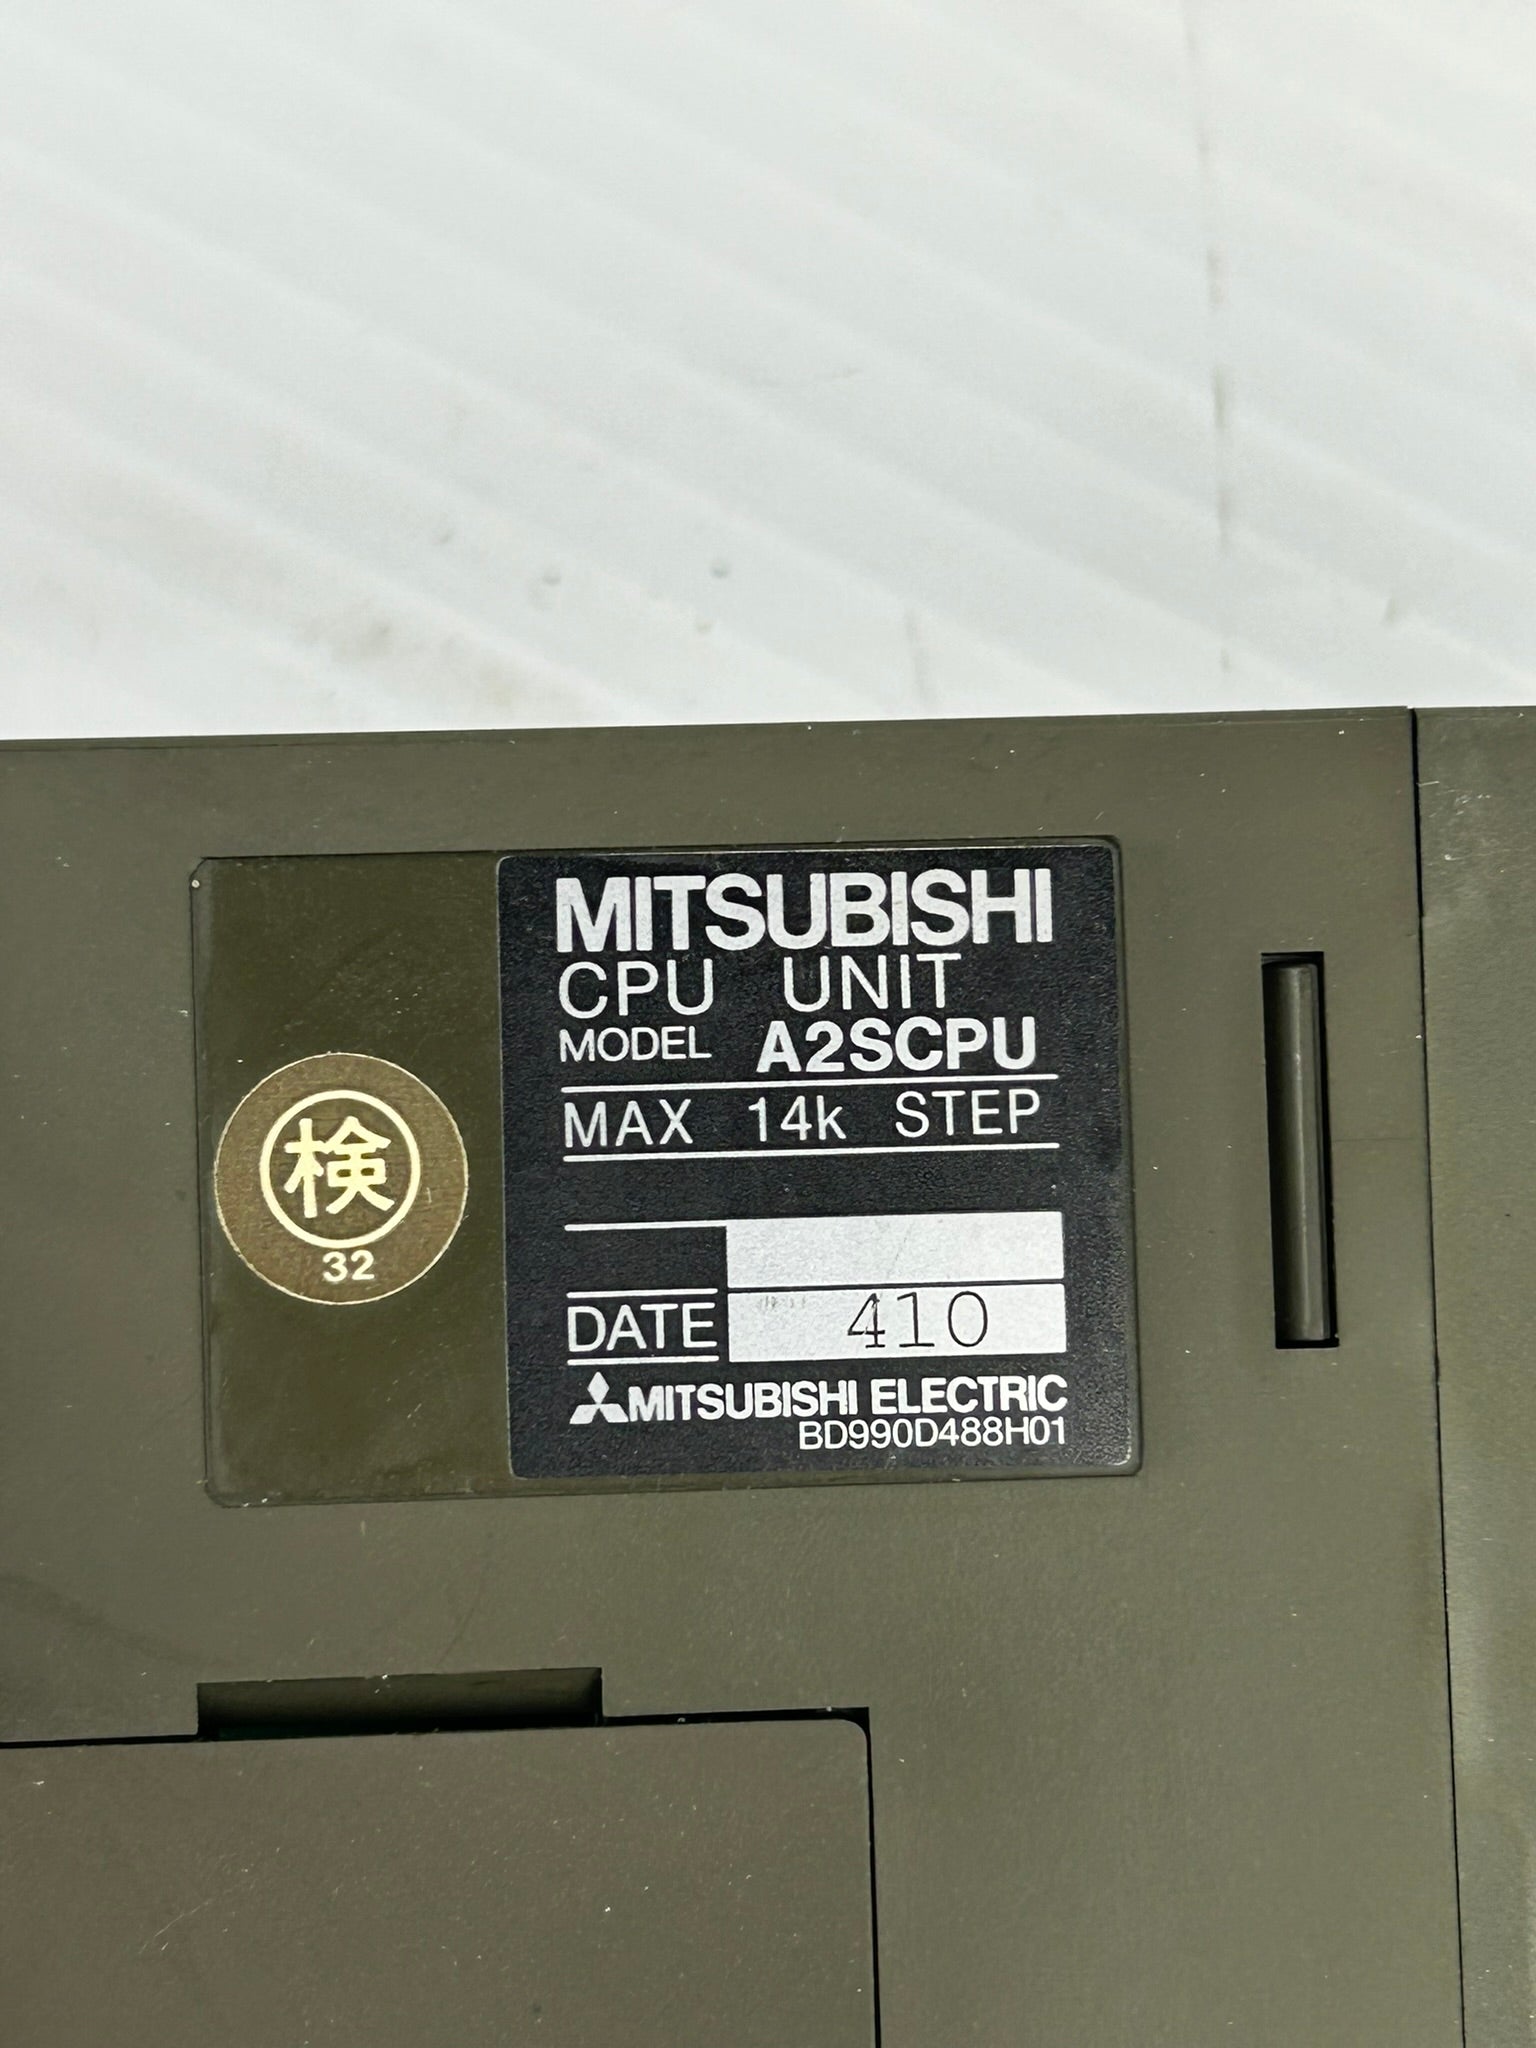 MITSUBISHI
CPU UNIT
MODEL A2SCPU
MAX 14k STEP
検
32
DATE 410
MITSUBISHI ELECTRIC
BD990D488H01